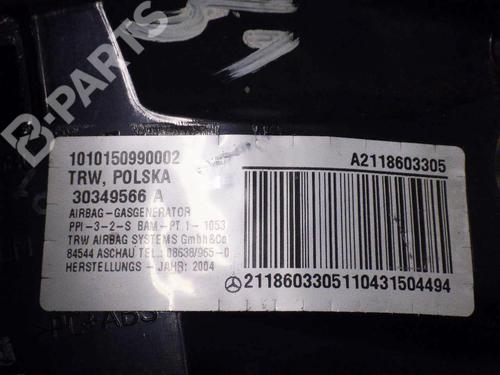 B-PARTS
1010150990002
TRW, POLSKA
30349566 A
AIRBAG-GASGENERATOR
PPI-3-2-S BAM-PT 1-1053
TRW AIRBAG SYSTEMS GmbH&Co
84544 ASCHAU TEL.: 08638/965-0
HERSTELLUNGS - JAHR: 2004
A2118603305
2118603305110431504494